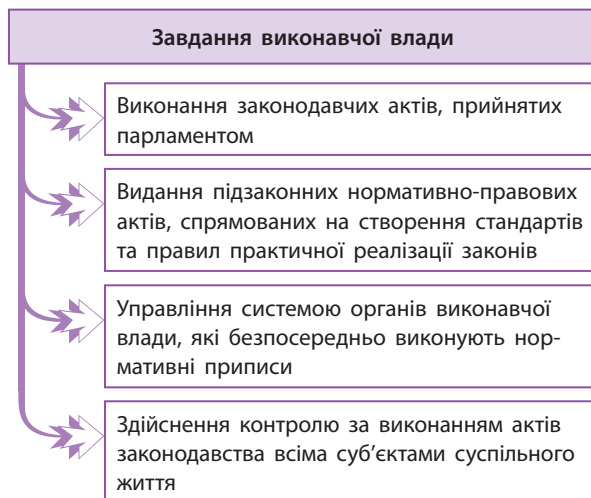 Завдання виконавчої влади
Виконання законодавчих актів, прийнятих
парламентом
Видання підзаконних нормативно-правових
актів, спрямованих на створення стандартів
та правил практичної реалізації законів
Управління системою органів виконавчої
влади, які безпосередньо виконують нор-
мативні приписи
Здійснення контролю за виконанням актів
законодавства всіма суб’єктами суспільного
життя